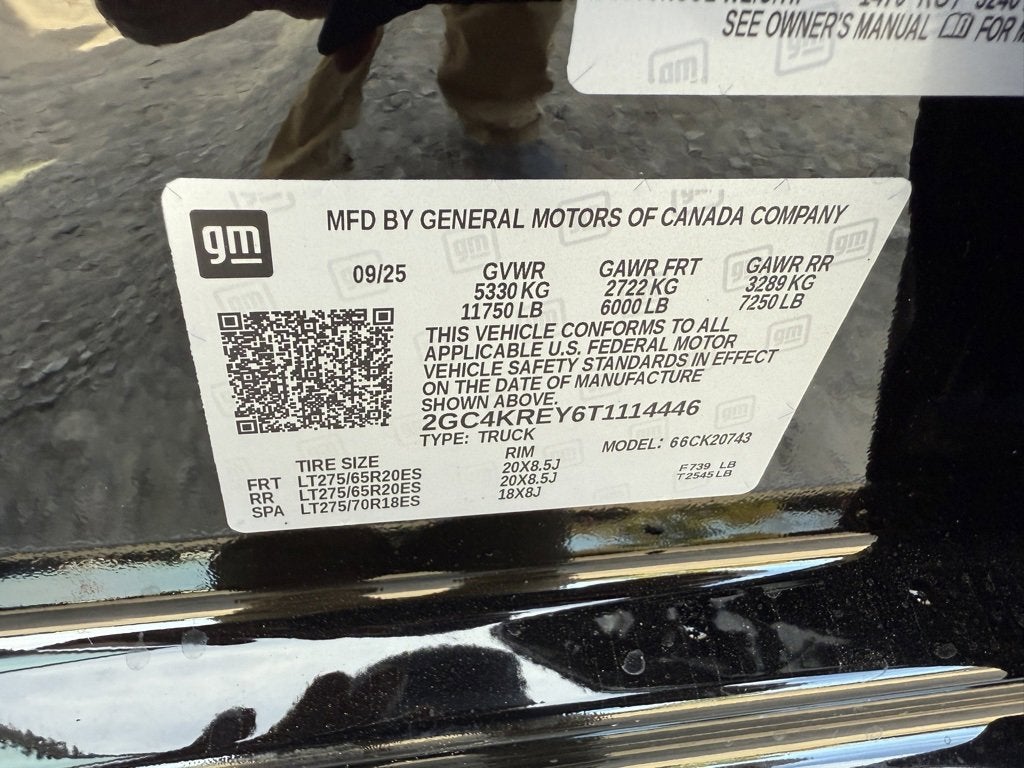 SEE OWNER'S MANUAL FOR
gm
MFD BY GENERAL MOTORS OF CANADA COMPANY
09/25 GVWR GAWR FRT GAWR RR
5330 KG 2722 KG 3289 KG
11750 LB 6000 LB 7250 LB
THIS VEHICLE CONFORMS TO ALL
APPLICABLE U.S. FEDERAL MOTOR
VEHICLE SAFETY STANDARDS IN EFFECT
ON THE DATE OF MANUFACTURE
SHOWN ABOVE.
2GC4KREY6T1114446
TYPE: TRUCK MODEL: 66CK20743
TIRE SIZE RIM
FRT LT275/65R20ES 20X8.5J F739 LB
RR LT275/65R20ES 20X8.5J T2545 LB
SPA LT275/70R18ES 18X8J